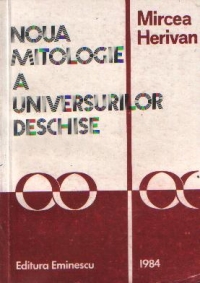 Mircea
Herivan
NOUA
MITOLOGIE
A
UNIVERSURILOR
DESCHISE
Editura Eminescu
1984